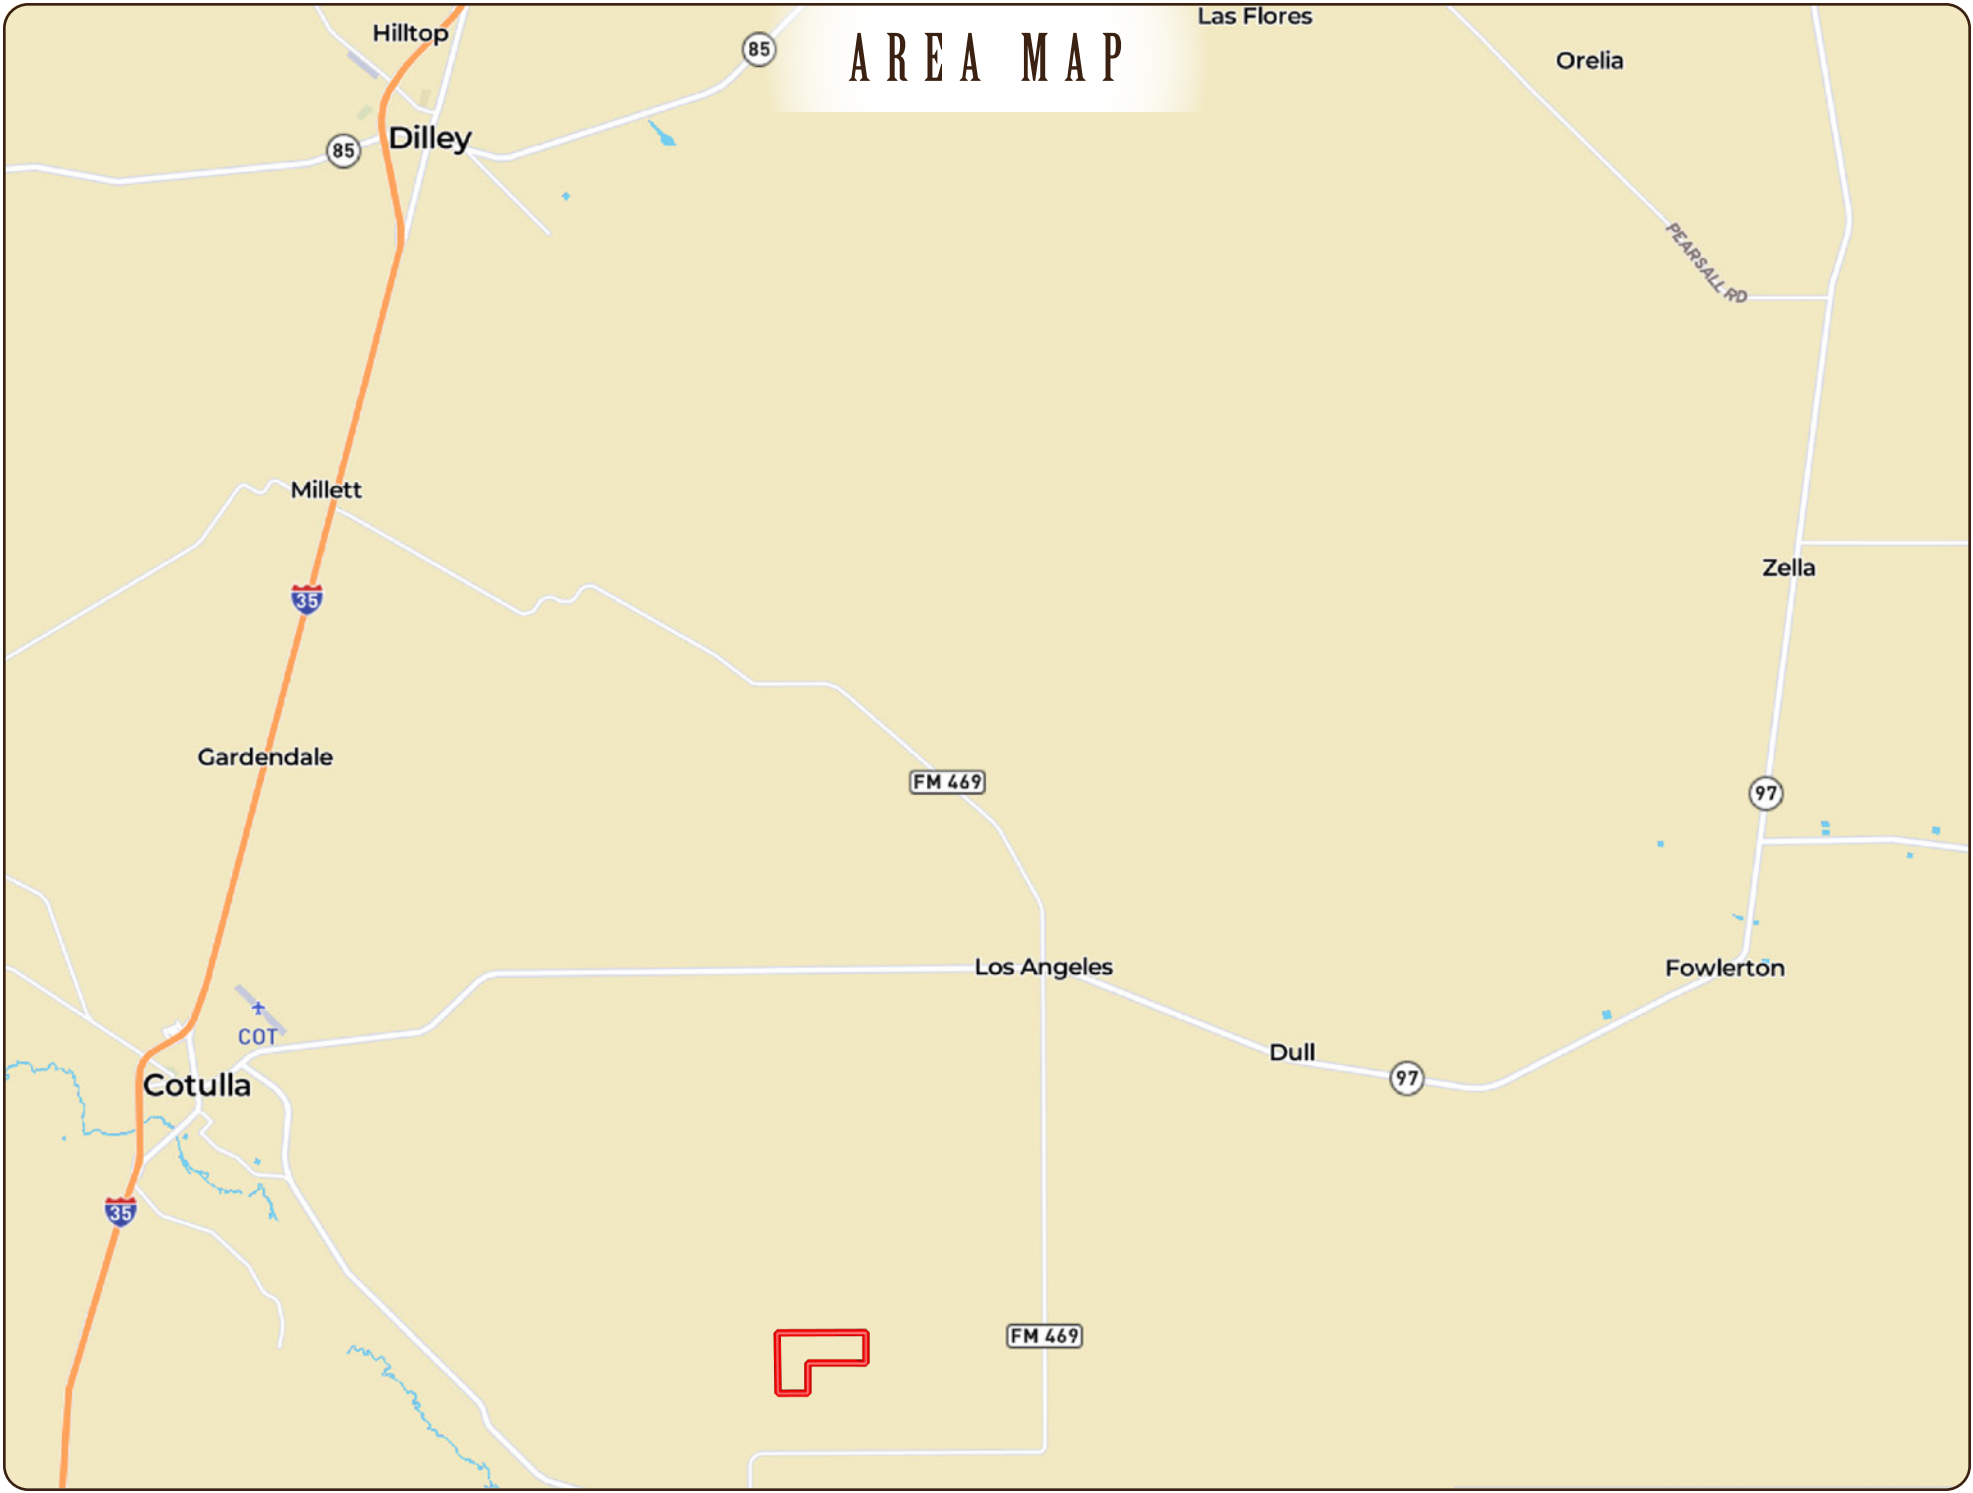 Las Flores
Hilltop
85
AREA MAP
Orelia
Dilley
85
PEARSALL RD
Millett
Zella
35
Gardendale
FM 469
97
Los Angeles
Fowlerton
COT
Dull
97
Cotulla
35
FM 469